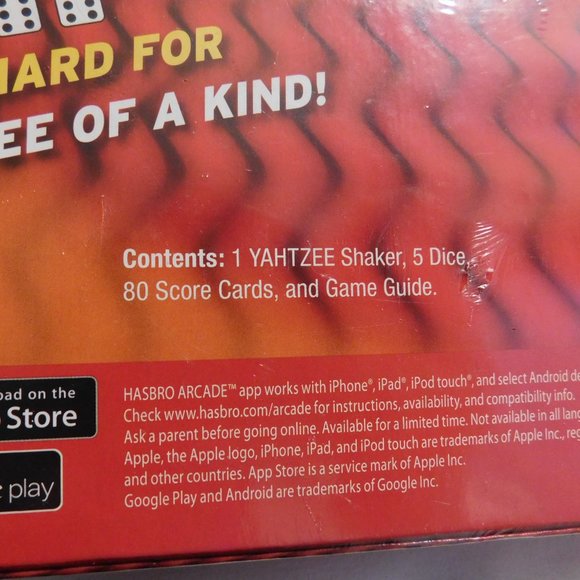 HARD FOR
EE OF A KIND!
Contents: 1 YAHTZEE Shaker, 5 Dice,
80 Score Cards, and Game Guide.
oad on the
Store
play
HASBRO ARCADE™ app works with iPhone®, iPad®, iPod touch®, and select Android de
Check www.hasbro.com/arcade for instructions, availability, and compatibility info.
Ask a parent before going online. Available for a limited time. Not available in all lan
Apple, the Apple logo, iPhone, iPad, and iPod touch are trademarks of Apple Inc., reg
and other countries. App Store is a service mark of Apple Inc.
Google Play and Android are trademarks of Google Inc.